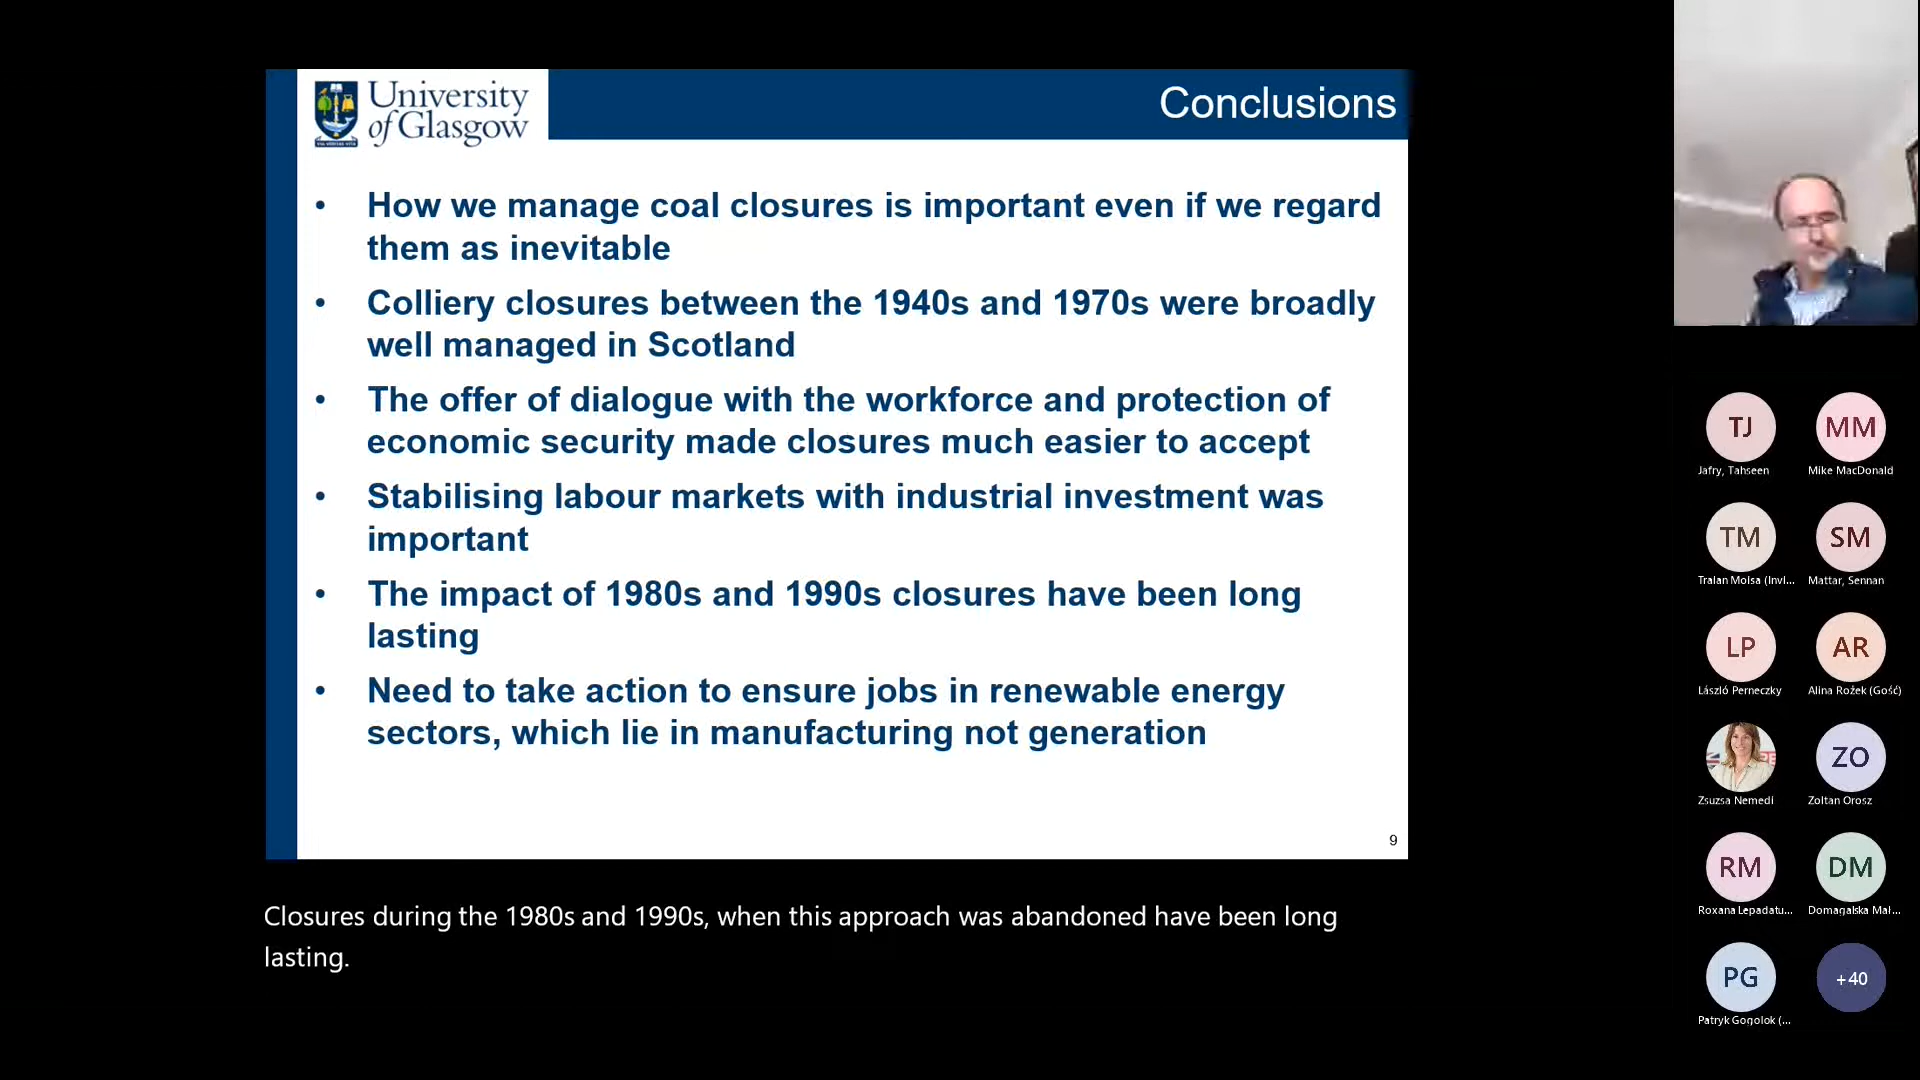 University
of Glasgow
Conclusions
• How we manage coal closures is important even if we regard
them as inevitable
• Colliery closures between the 1940s and 1970s were broadly
well managed in Scotland
• The offer of dialogue with the workforce and protection of
economic security made closures much easier to accept
• Stabilising labour markets with industrial investment was
important
• The impact of 1980s and 1990s closures have been long
lasting
• Need to take action to ensure jobs in renewable energy
sectors, which lie in manufacturing not generation
9
Closures during the 1980s and 1990s, when this approach was abandoned have been long
lasting.
TJ
Jafry, Tahseen
MM
Mike MacDonald
TM
Traian Moisa (Invi...
SM
Mattar, Sennan
LP
László Perneczky
AR
Alina Rożek (Gość)
Zsuzsa Nemedi
ZO
Zoltan Orosz
RM
Roxana Lepadatu...
DM
Domagalska Mał...
PG
Patryk Gogolok (...
+40